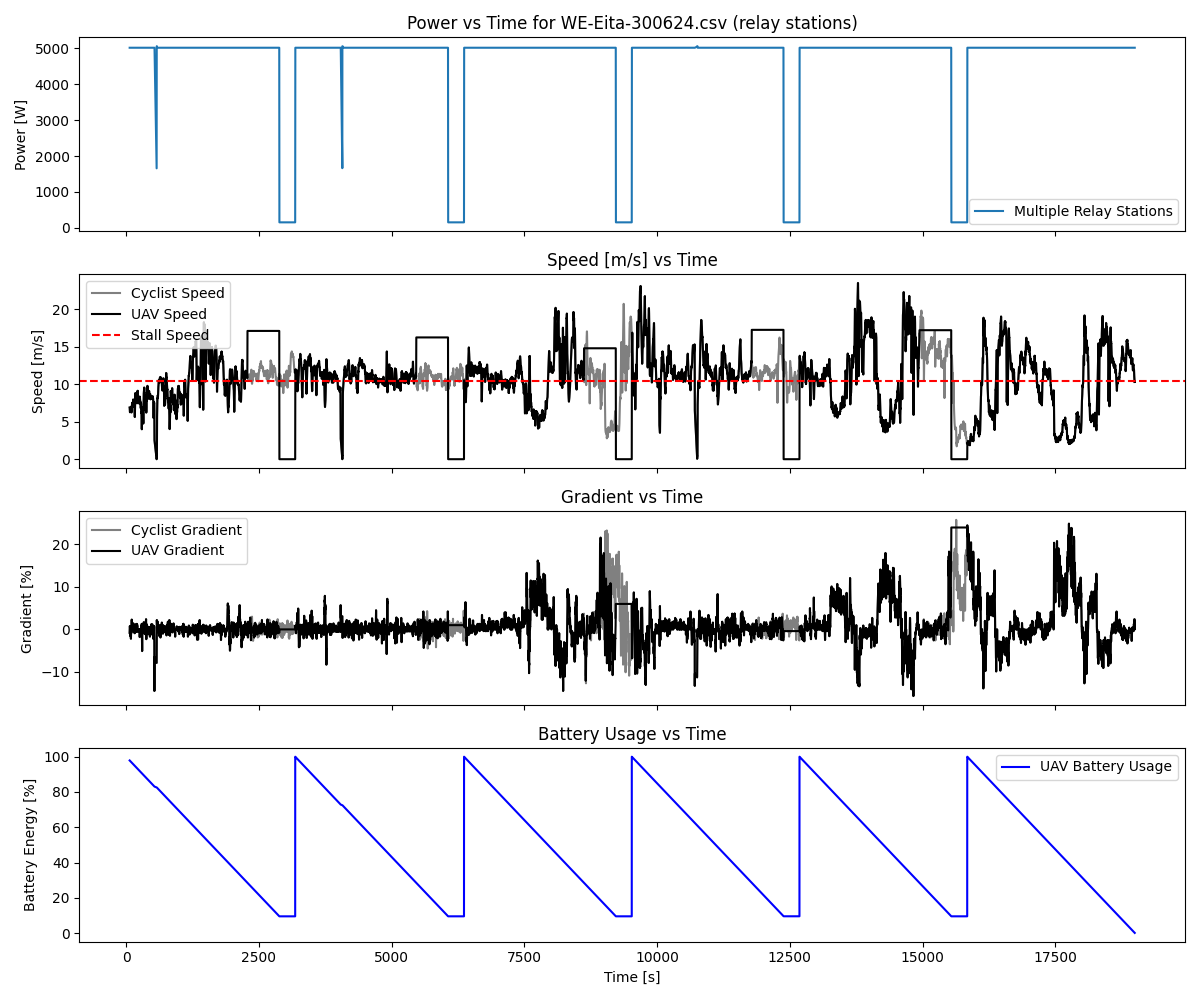 Power vs Time for WE-Eita-300624.csv (relay stations)
Power [W]
5000
4000
3000
2000
1000
0
Multiple Relay Stations
Speed [m/s] vs Time
Speed [m/s]
20
15
10
5
0
Cyclist Speed
UAV Speed
Stall Speed
Gradient vs Time
Gradient [%]
20
10
0
−10
Cyclist Gradient
UAV Gradient
Battery Usage vs Time
Battery Energy [%]
100
80
60
40
20
0
UAV Battery Usage
0 2500 5000 7500 10000 12500 15000 17500
Time [s]